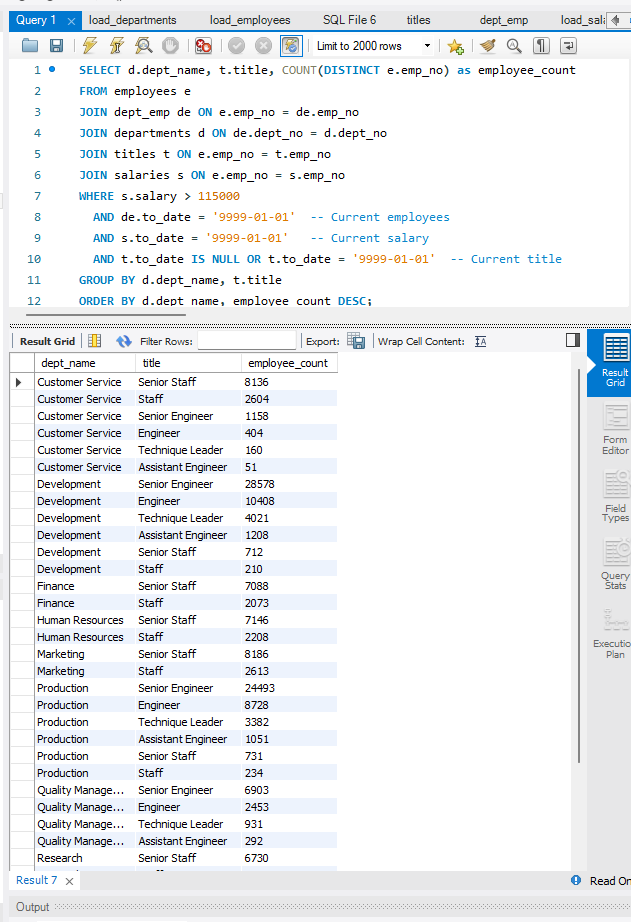 Query 1 × load_departments load_employees SQL File 6 titles dept_emp load_sala
Limit to 2000 rows
1 SELECT d.dept_name, t.title, COUNT(DISTINCT e.emp_no) as employee_count
2 FROM employees e
3 JOIN dept_emp de ON e.emp_no = de.emp_no
4 JOIN departments d ON de.dept_no = d.dept_no
5 JOIN titles t ON e.emp_no = t.emp_no
6 JOIN salaries s ON e.emp_no = s.emp_no
7 WHERE s.salary > 115000
8 AND de.to_date = '9999-01-01' -- Current employees
9 AND s.to_date = '9999-01-01' -- Current salary
10 AND t.to_date IS NULL OR t.to_date = '9999-01-01' -- Current title
11 GROUP BY d.dept_name, t.title
12 ORDER BY d.dept_name, employee_count DESC;
Result Grid Filter Rows: Export: Wrap Cell Content:
dept_name title employee_count
Customer Service Senior Staff 8136
Customer Service Staff 2604
Customer Service Senior Engineer 1158
Customer Service Engineer 404
Customer Service Technique Leader 160
Customer Service Assistant Engineer 51
Development Senior Engineer 28578
Development Engineer 10408
Development Technique Leader 4021
Development Assistant Engineer 1208
Development Senior Staff 712
Development Staff 210
Finance Senior Staff 7088
Finance Staff 2073
Human Resources Senior Staff 7146
Human Resources Staff 2208
Marketing Senior Staff 8186
Marketing Staff 2613
Production Senior Engineer 24493
Production Engineer 8728
Production Technique Leader 3382
Production Assistant Engineer 1051
Production Senior Staff 731
Production Staff 234
Quality Manage... Senior Engineer 6903
Quality Manage... Engineer 2453
Quality Manage... Technique Leader 931
Quality Manage... Assistant Engineer 292
Research Senior Staff 6730
Result
Grid
Form
Editor
Field
Types
Query
Stats
Executio
Plan
Result 7 × Read On
Output